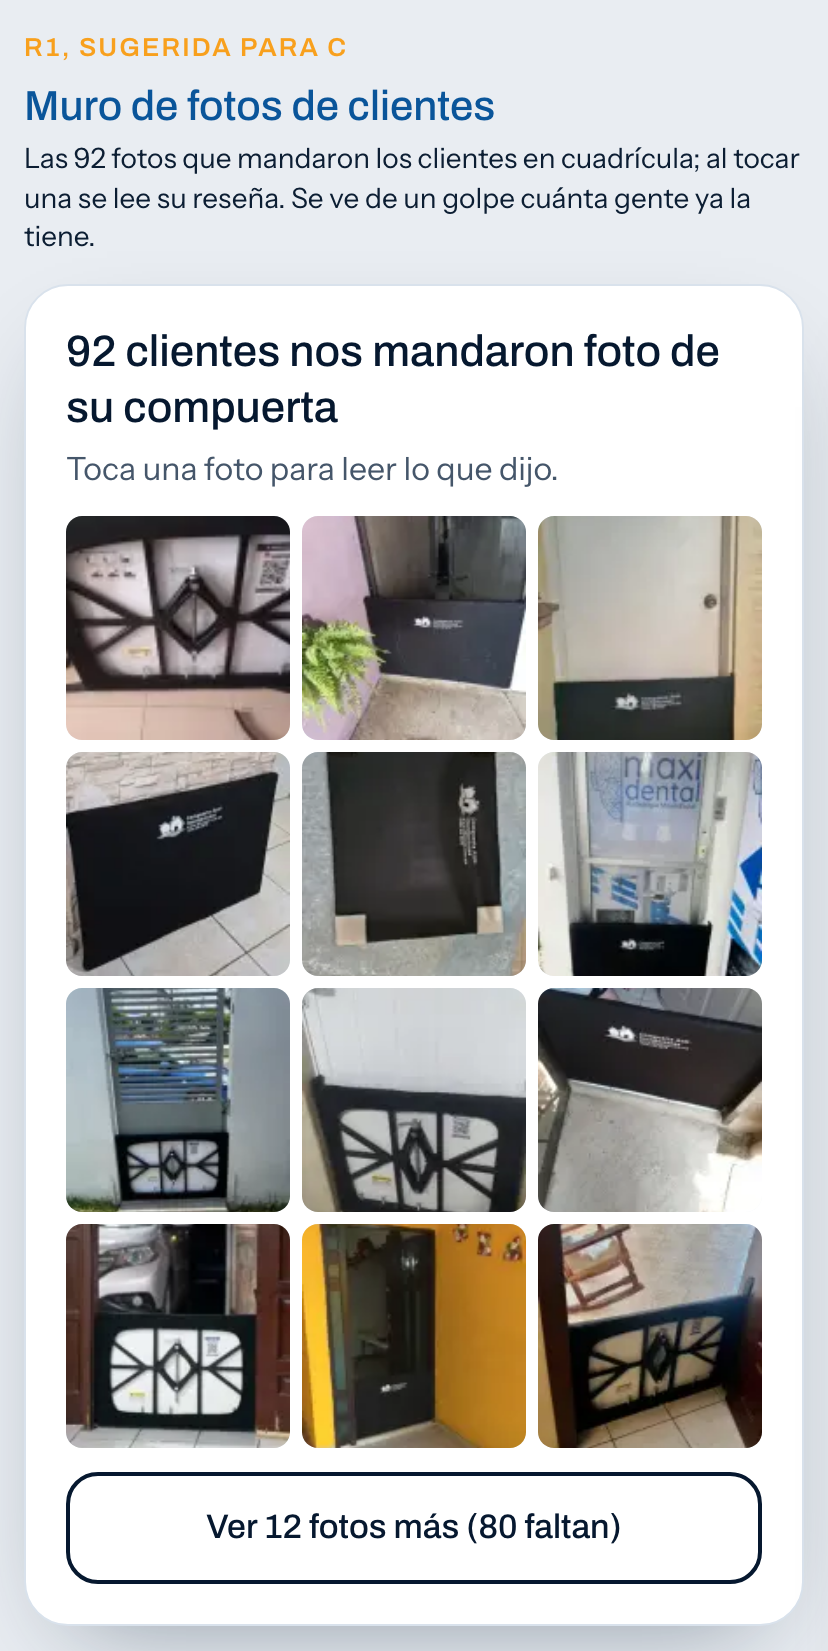 R1, SUGERIDA PARA C
Muro de fotos de clientes
Las 92 fotos que mandaron los clientes en cuadrícula; al tocar
una se lee su reseña. Se ve de un golpe cuánta gente ya la
tiene.
92 clientes nos mandaron foto de
su compuerta
Toca una foto para leer lo que dijo.
maxi
dental
Ver 12 fotos más (80 faltan)